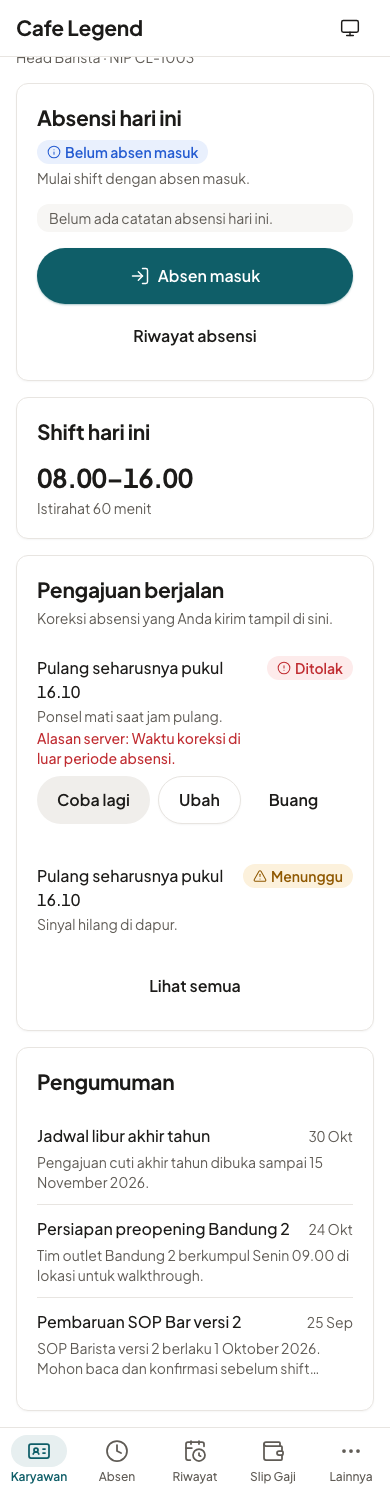 Cafe Legend
Head Barista · NIP CL-1003
Absensi hari ini
Belum absen masuk
Mulai shift dengan absen masuk.
Belum ada catatan absensi hari ini.
Absen masuk
Riwayat absensi
Shift hari ini
08.00–16.00
Istirahat 60 menit
Pengajuan berjalan
Koreksi absensi yang Anda kirim tampil di sini.
Pulang seharusnya pukul
16.10
Ditolak
Ponsel mati saat jam pulang.
Alasan server: Waktu koreksi di
luar periode absensi.
Coba lagi
Ubah
Buang
Pulang seharusnya pukul
16.10
Menunggu
Sinyal hilang di dapur.
Lihat semua
Pengumuman
Jadwal libur akhir tahun
30 Okt
Pengajuan cuti akhir tahun dibuka sampai 15
November 2026.
Persiapan preopening Bandung 2
24 Okt
Tim outlet Bandung 2 berkumpul Senin 09.00 di
lokasi untuk walkthrough.
Pembaruan SOP Bar versi 2
25 Sep
SOP Barista versi 2 berlaku 1 Oktober 2026.
Mohon baca dan konfirmasi sebelum shift…
Karyawan
Absen
Riwayat
Slip Gaji
Lainnya